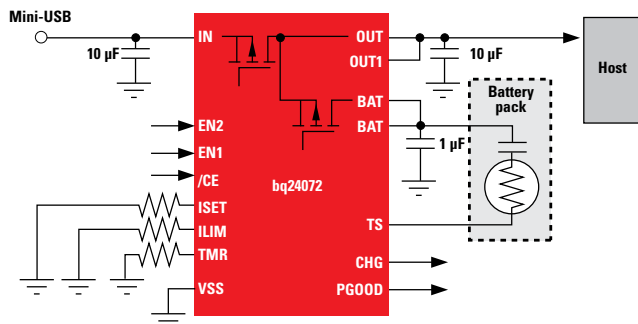 Mini-USB
10 µF
IN
EN2
EN1
/CE
ISET
ILIM
TMR
VSS
bq24072
OUT
OUT1
BAT
BAT
TS
CHG
PGOOD
10 µF
1 µF
Battery
pack
Host